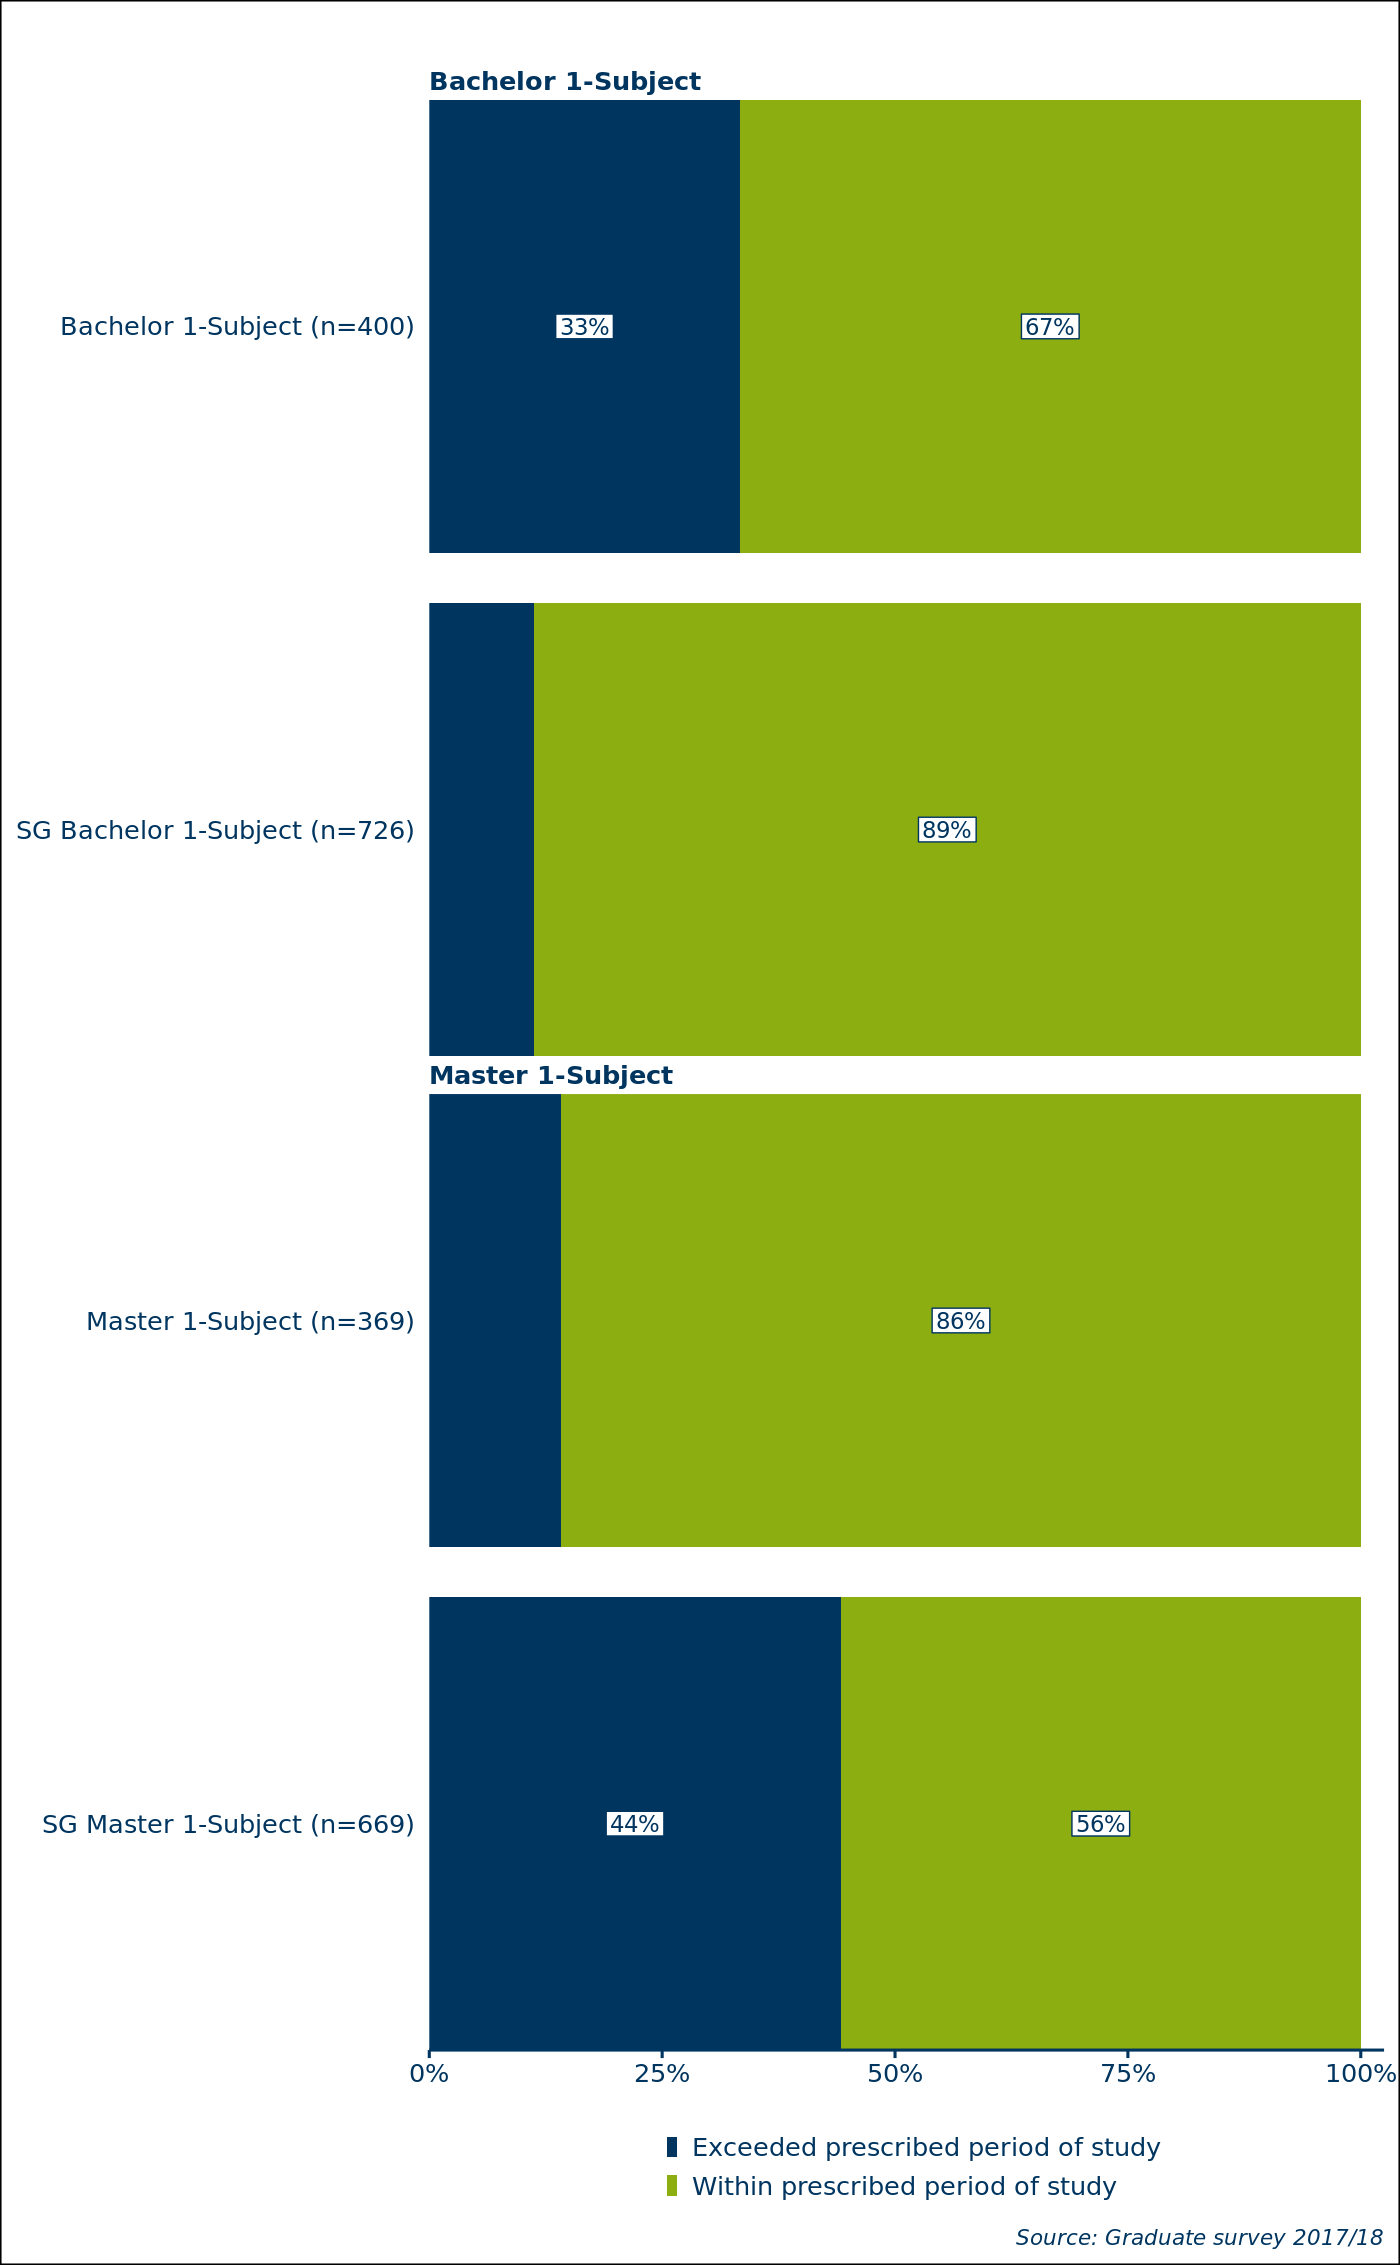 Bachelor 1-Subject
Bachelor 1-Subject (n=400)
33%
67%
SG Bachelor 1-Subject (n=726)
89%
Master 1-Subject
Master 1-Subject (n=369)
86%
SG Master 1-Subject (n=669)
44%
56%
0%
25%
50%
75%
100%
Exceeded prescribed period of study
Within prescribed period of study
Source: Graduate survey 2017/18